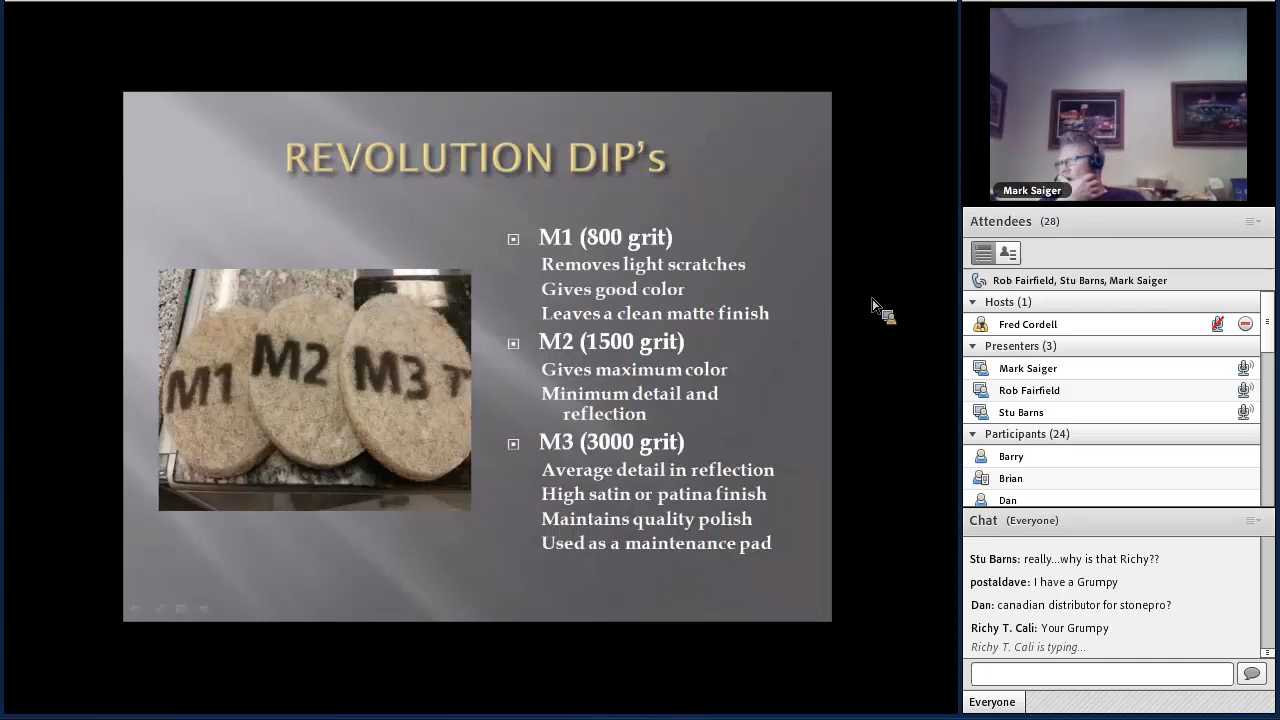 REVOLUTION DIP's
M1 (800 grit)
Removes light scratches
Gives good color
Leaves a clean matte finish
M2 (1500 grit)
Gives maximum color
Minimum detail and
reflection
M3 (3000 grit)
Average detail in reflection
High satin or patina finish
Maintains quality polish
Used as a maintenance pad
M1 M2 M3 T
Mark Saiger
Attendees (28)
Rob Fairfield, Stu Barns, Mark Saiger
Hosts (1)
Fred Cordell
Presenters (3)
Mark Saiger
Rob Fairfield
Stu Barns
Participants (24)
Barry
Brian
Dan
Chat (Everyone)
Stu Barns: really...why is that Richy??
postaldave: I have a Grumpy
Dan: canadian distributor for stonepro?
Richy T. Cali: Your Grumpy
Richy T. Cali is typing...
Everyone